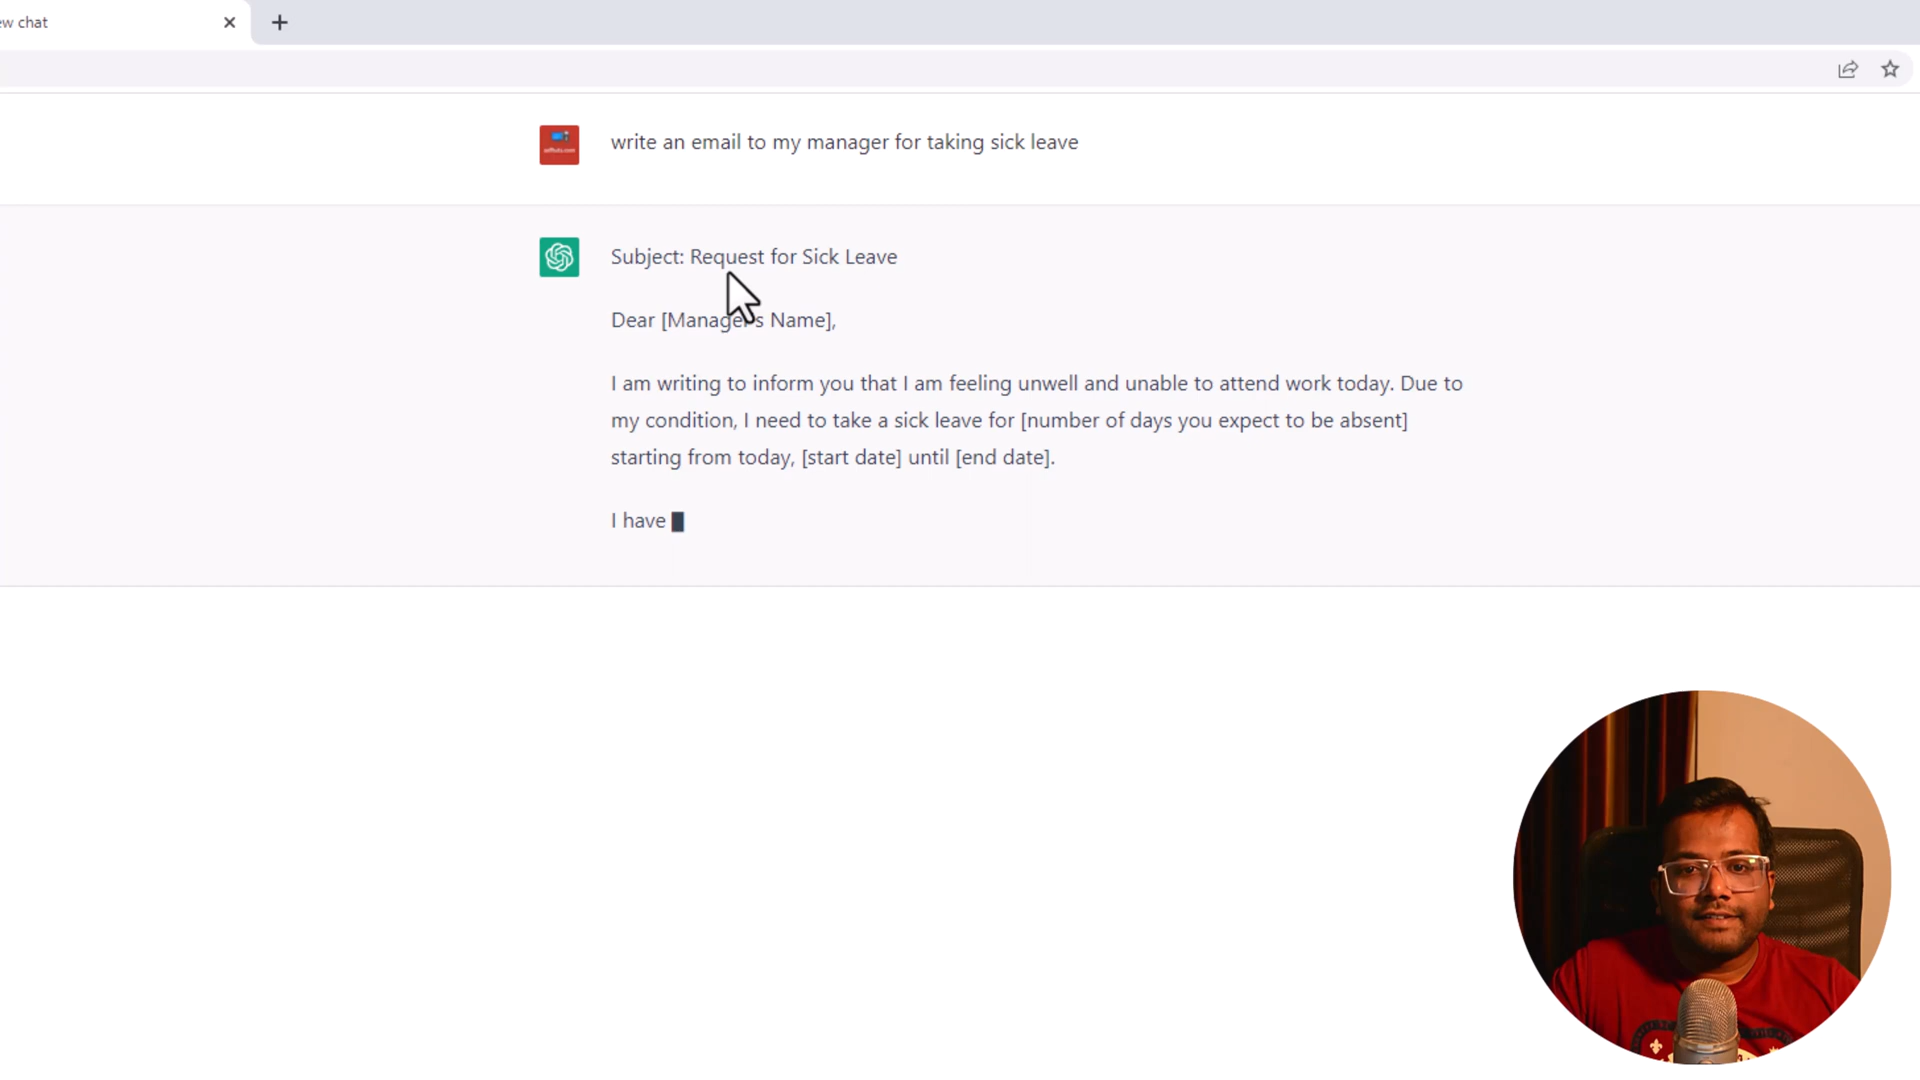 ew chat
write an email to my manager for taking sick leave
Subject: Request for Sick Leave
Dear [Manager's Name],
I am writing to inform you that I am feeling unwell and unable to attend work today. Due to
my condition, I need to take a sick leave for [number of days you expect to be absent]
starting from today, [start date] until [end date].
I have